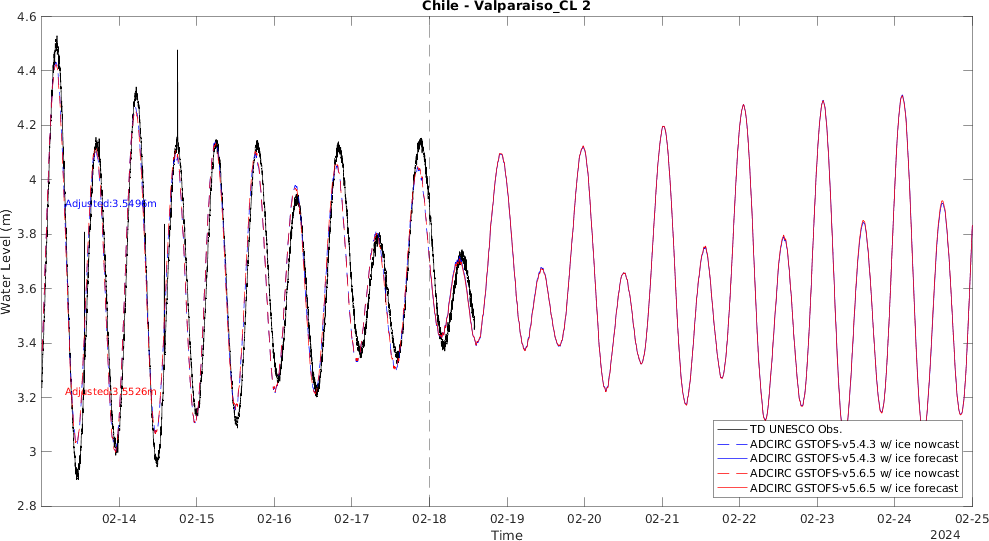 Chile - Valparaiso_CL 2
4.6
4.4
4.2
4
3.8
3.6
3.4
3.2
3
2.8
Water Level (m)
Adjusted:3.5496m
Adjusted:3.5526m
TD UNESCO Obs.
ADCIRC GSTOFS-v5.4.3 w/ ice nowcast
ADCIRC GSTOFS-v5.4.3 w/ ice forecast
ADCIRC GSTOFS-v5.6.5 w/ ice nowcast
ADCIRC GSTOFS-v5.6.5 w/ ice forecast
02-14 02-15 02-16 02-17 02-18 02-19 02-20 02-21 02-22 02-23 02-24 02-25
Time
2024